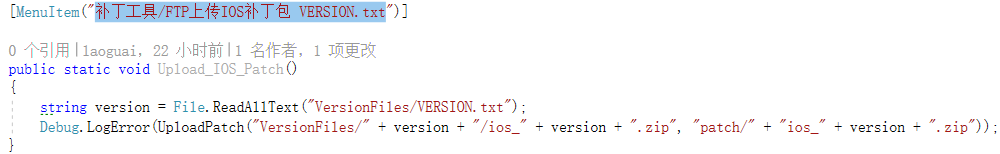 [MenuItem("补丁工具/FTP上传IOS补丁包 VERSION.txt")]
0 个引用|laoguai, 22 小时前|1 名作者, 1 项更改
public static void Upload_IOS_Patch()
{
    string version = File.ReadAllText("VersionFiles/VERSION.txt");
    Debug.LogError(UploadPatch("VersionFiles/" + version + "/ios_" + version + ".zip", "patch/" + "ios_" + version + ".zip"));
}